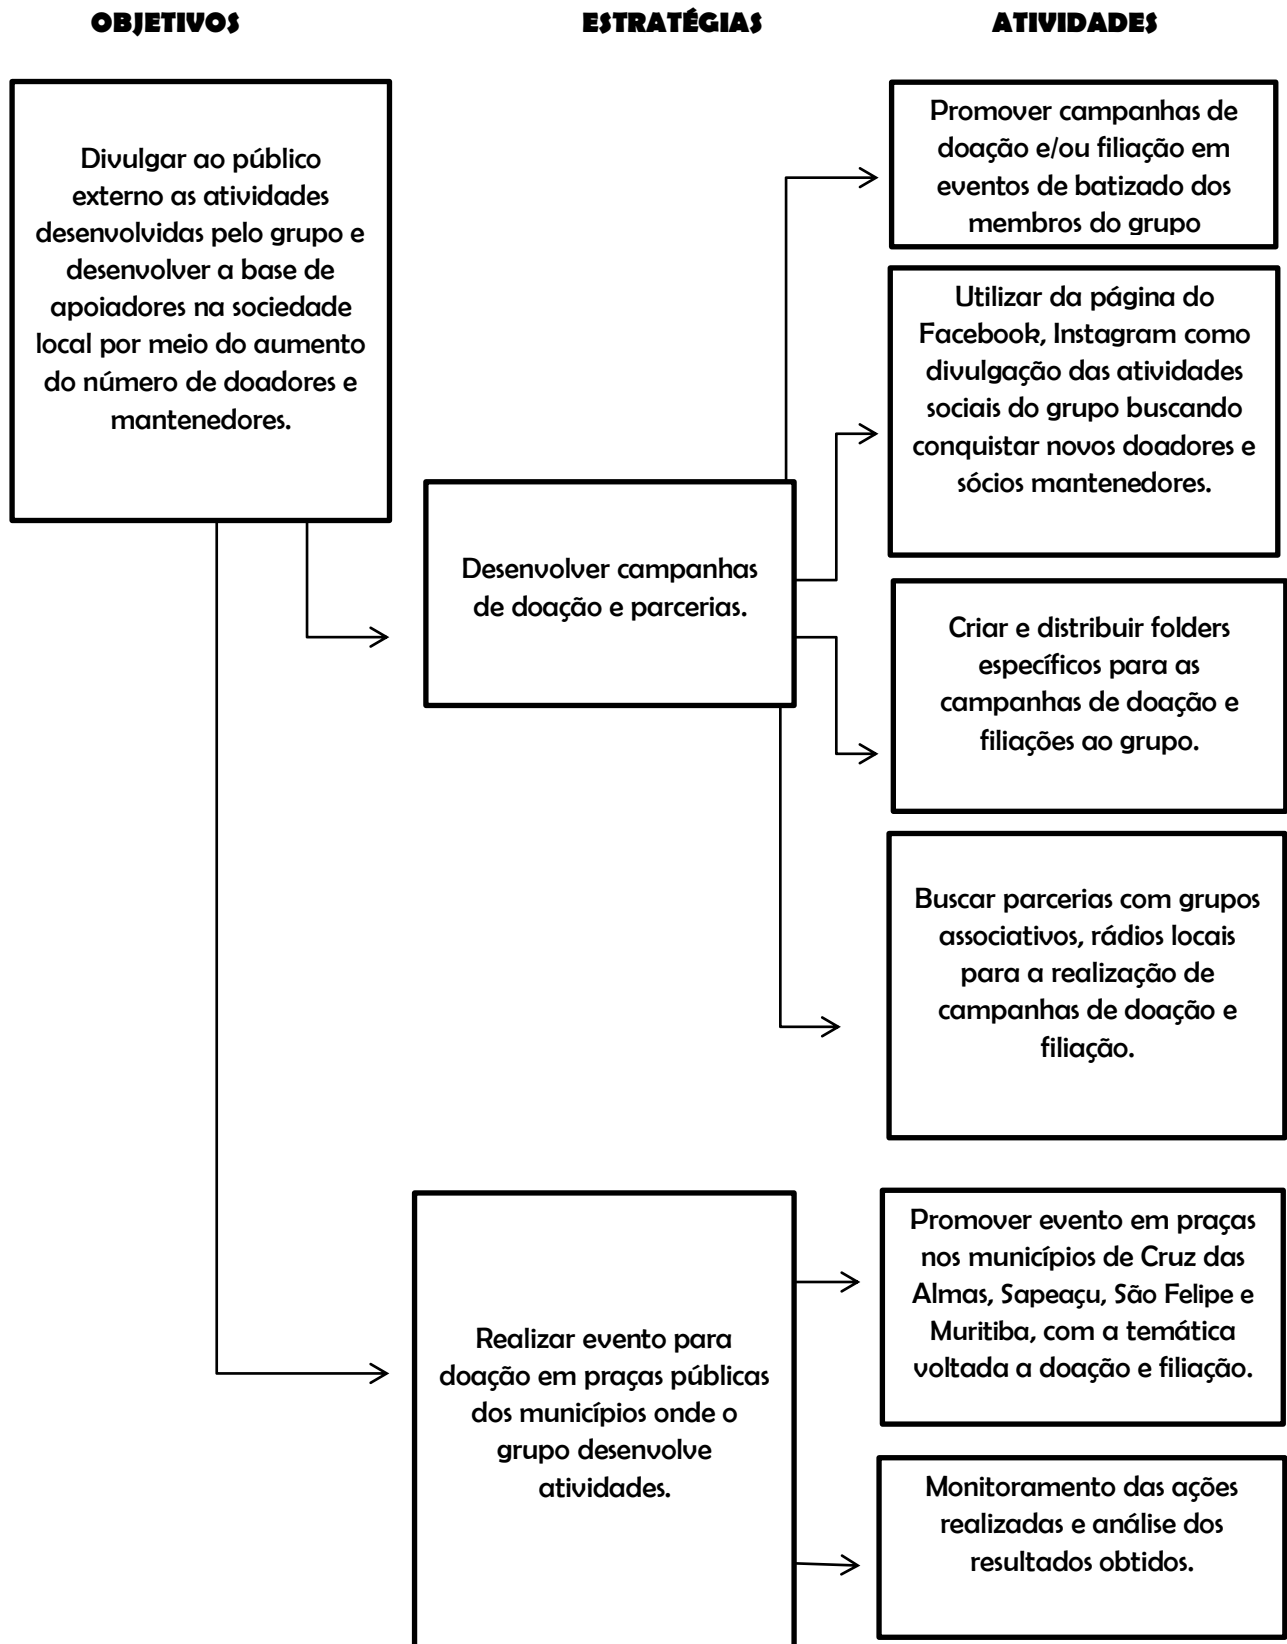 OBJETIVOS
ESTRATÉGIAS
ATIVIDADES
Divulgar ao público
externo as atividades
desenvolvidas pelo grupo e
desenvolver a base de
apoiadores na sociedade
local por meio do aumento
do número de doadores e
mantenedores.
Desenvolver campanhas
de doação e parcerias.
Promover campanhas de
doação e/ou filiação em
eventos de batizado dos
membros do grupo
Utilizar da página do
Facebook, Instagram como
divulgação das atividades
sociais do grupo buscando
conquistar novos doadores e
sócios mantenedores.
Criar e distribuir folders
específicos para as
campanhas de doação e
filiações ao grupo.
Buscar parcerias com grupos
associativos, rádios locais
para a realização de
campanhas de doação e
filiação.
Realizar evento para
doação em praças públicas
dos municípios onde o
grupo desenvolve
atividades.
Promover evento em praças
nos municípios de Cruz das
Almas, Sapeaçu, São Felipe e
Muritiba, com a temática
voltada a doação e filiação.
Monitoramento das ações
realizadas e análise dos
resultados obtidos.